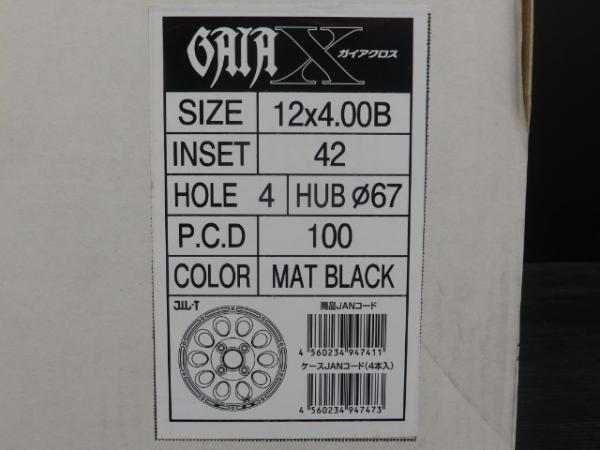 GAIA X ガイアクロス
SIZE 12x4.00B
INSET 42
HOLE 4 HUB ø67
P.C.D 100
COLOR MAT BLACK
JWL-T
商品JANコード
4 560234 947411
ケースJANコード(4本入)
4 560234 947473